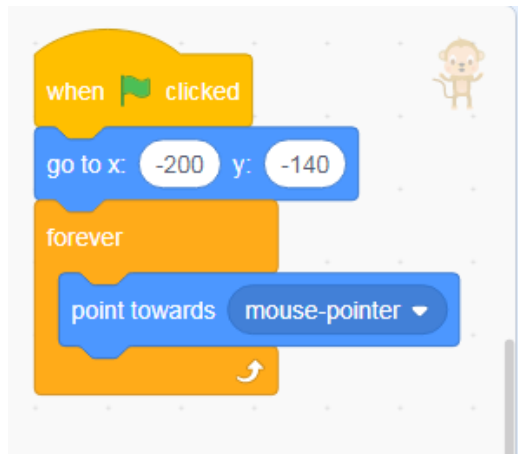 when clicked
go to x: -200 y: -140
forever
point towards mouse-pointer